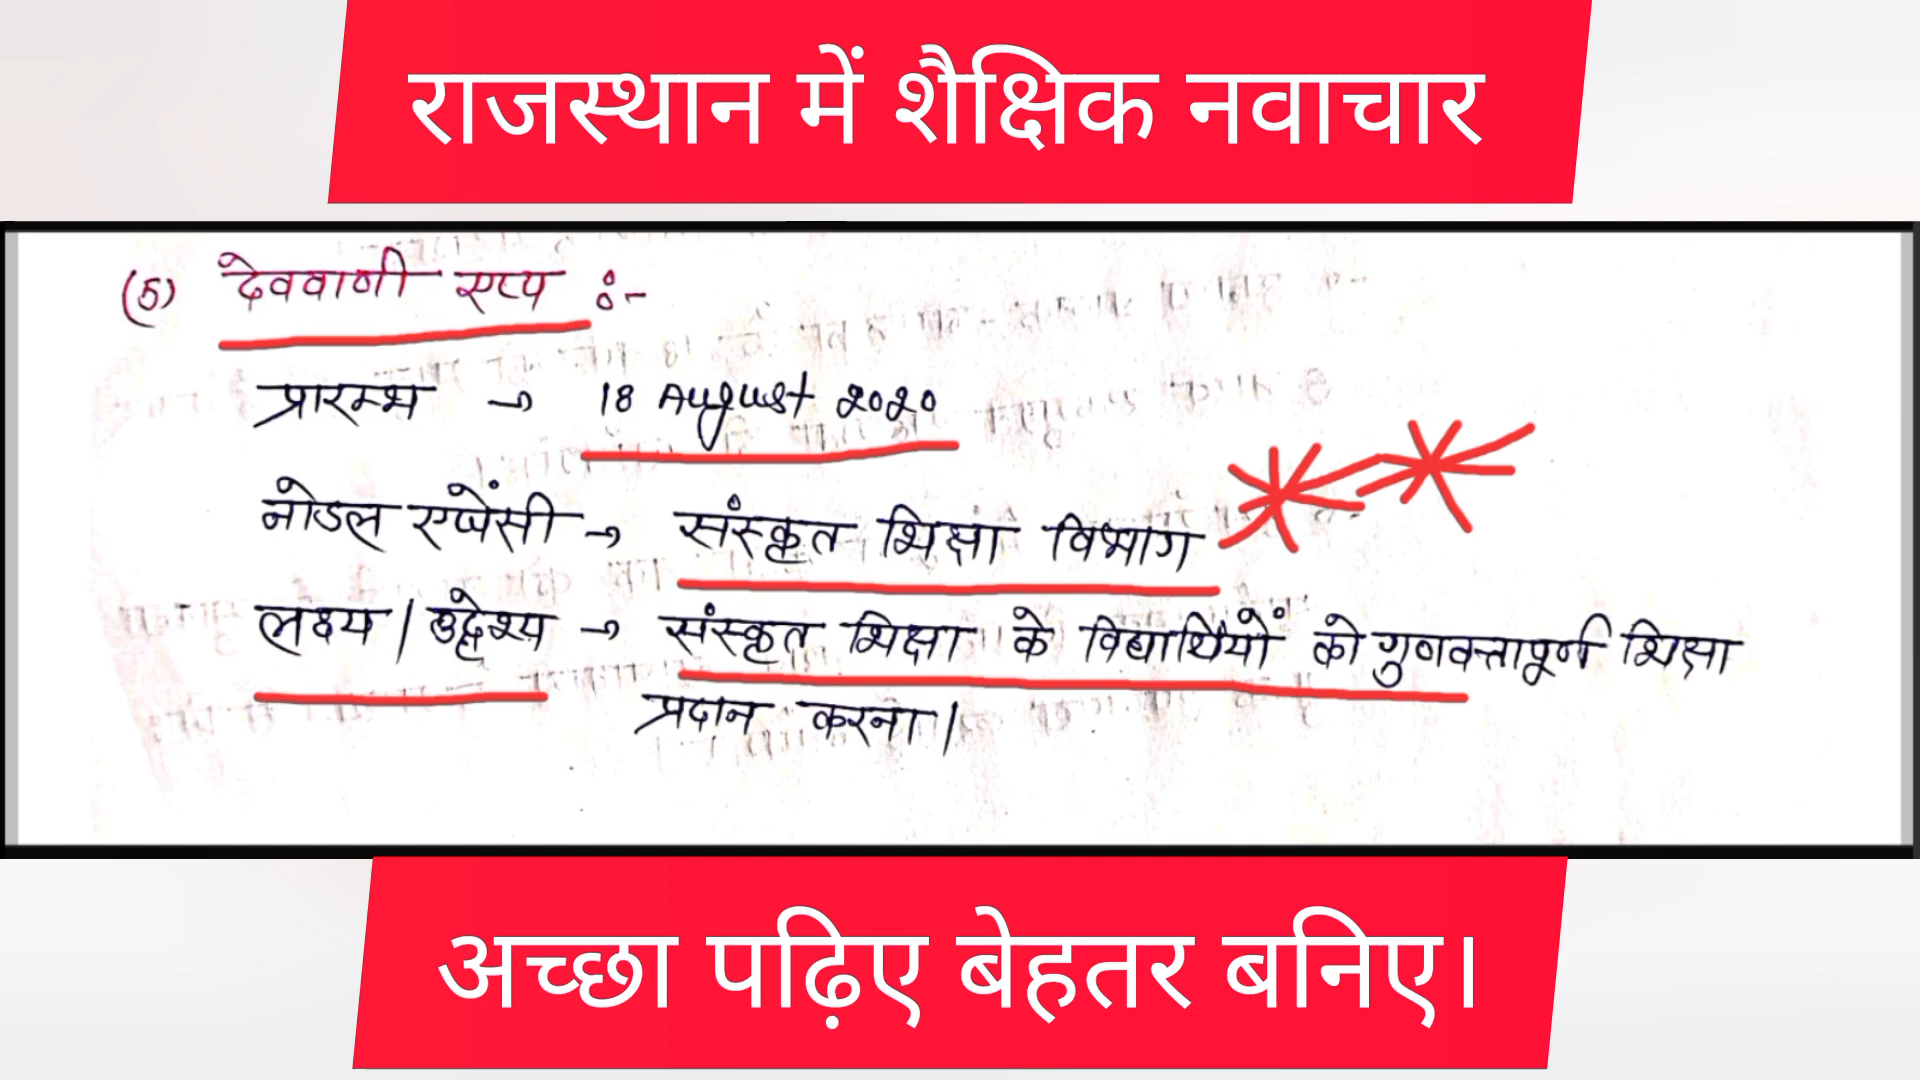 राजस्थान में शैक्षिक नवाचार
(5) देववाणी एप्प :-
प्रारम्भ → 18 August 2020
नोडल एजेंसी → संस्कृत शिक्षा विभाग
लक्ष्य / उद्देश्य → संस्कृत शिक्षा के विद्यार्थियों को गुणवत्तापूर्ण शिक्षा
प्रदान करना।
अच्छा पढ़िए बेहतर बनिए।